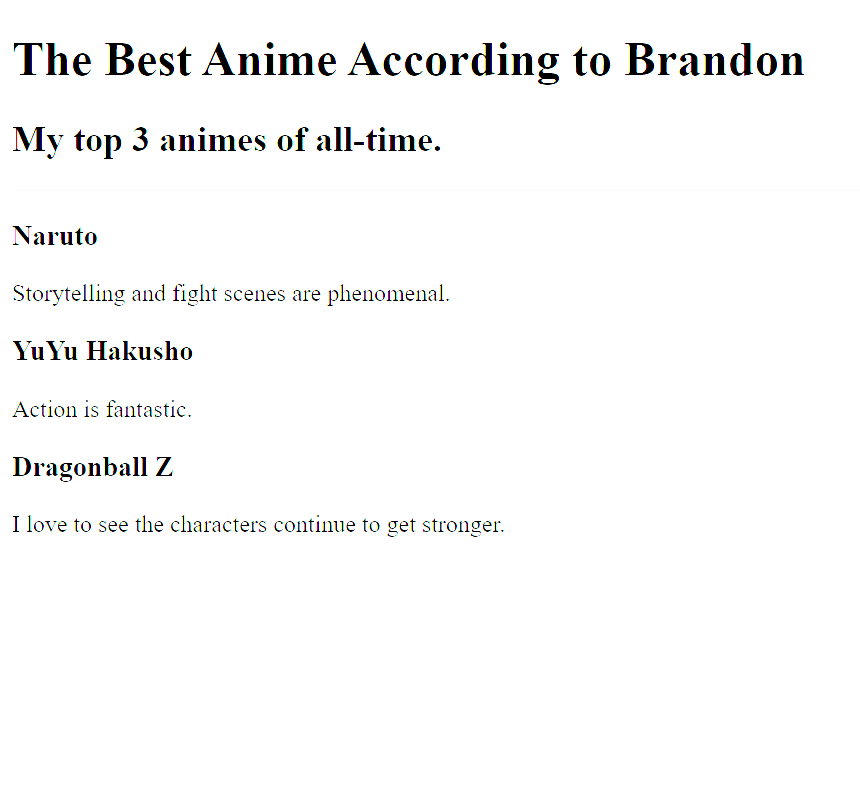 The Best Anime According to Brandon
My top 3 animes of all-time.
Naruto
Storytelling and fight scenes are phenomenal.
YuYu Hakusho
Action is fantastic.
Dragonball Z
I love to see the characters continue to get stronger.